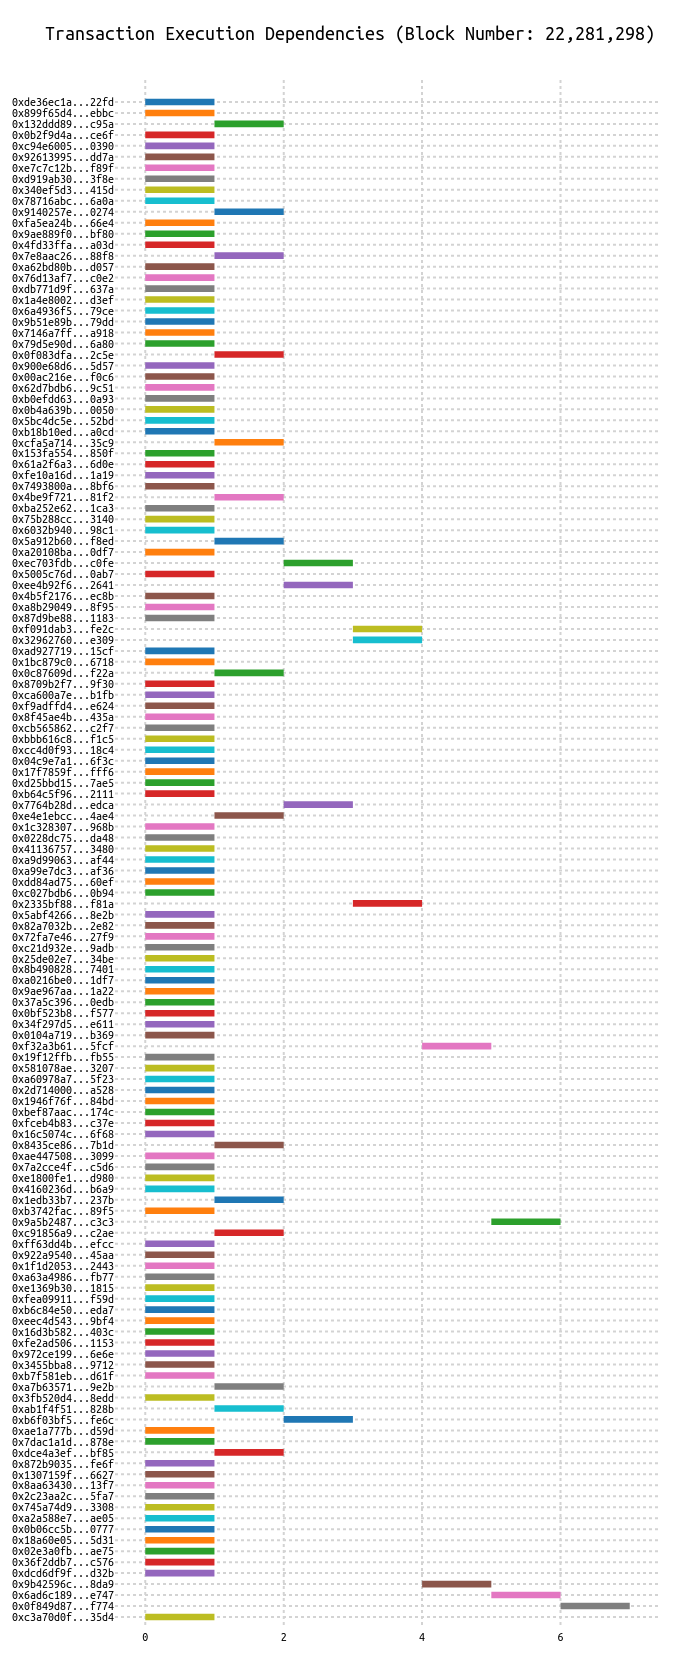 Transaction Execution Dependencies (Block Number: 22,281,298)
0xde36ec1a...22fd
0x899f65d4...ebbc
0x132ddd89...c95a
0x0b2f9d4a...ce6f
0xc94e6005...0390
0x92613995...dd7a
0xe7c7c12b...f89f
0xd919ab30...3f8e
0x340ef5d3...415d
0x78716abc...6a0a
0x9140257e...0274
0xfa5ea24b...66e4
0x9ae889f0...bf80
0x4fd33ffa...a03d
0x7e8aac26...88f8
0xa62bd80b...d057
0x76d13af7...c0e2
0xdb771d9f...637a
0x1a4e8002...d3ef
0x6a4936f5...79ce
0x9b51e89b...79dd
0x7146a7ff...a918
0x79d5e90d...6a80
0x0f083dfa...2c5e
0x900e68d6...5d57
0x00ac216e...f0c6
0x62d7bdb6...9c51
0xb0efdd63...0a93
0x0b4a639b...0050
0x5bc4dc5e...52bd
0xb18b10ed...a0cd
0xcfa5a714...35c9
0x153fa554...850f
0x61a2f6a3...6d0e
0xfe10a16d...1a19
0x7493800a...8bf6
0x4be9f721...81f2
0xba252e62...1ca3
0x75b288cc...3140
0x6032b940...98c1
0x5a912b60...f8ed
0xa20108ba...0df7
0xec703fdb...c0fe
0x5005c76d...0ab7
0xee4b92f6...2641
0x4b5f2176...ec8b
0xa8b29049...8f95
0x87d9be88...1183
0xf091dab3...fe2c
0x32962760...e309
0xad927719...15cf
0x1bc879c0...6718
0x0c87609d...f22a
0x8709b2f7...9f30
0xca600a7e...b1fb
0xf9adffd4...e624
0x8f45ae4b...435a
0xcb565862...c2f7
0xbbb616c8...f1c5
0xcc4d0f93...18c4
0x04c9e7a1...6f3c
0x17f7859f...fff6
0xd25bbd15...7ae5
0xb64c5f96...2111
0x7764b28d...edca
0xe4e1ebcc...4ae4
0x1c328307...968b
0x0228dc75...da48
0x41136757...3480
0xa9d99063...af44
0xa99e7dc3...af36
0xdd84ad75...60ef
0xc027bdb6...0b94
0x2335bf88...f81a
0x5abf4266...8e2b
0x82a7032b...2e82
0x72fa7e46...27f9
0xc21d932e...9adb
0x25de02e7...34be
0x8b490828...7401
0xa0216be0...1df7
0x9ae967aa...1a22
0x37a5c396...0edb
0x0bf523b8...f577
0x34f297d5...e611
0x0104a719...b369
0xf32a3b61...5fcf
0x19f12ffb...fb55
0x581078ae...3207
0xa60978a7...5f23
0x2d714000...a528
0x1946f76f...84bd
0xbef87aac...174c
0xfceb4b83...c37e
0x16c5074c...6f68
0x8435ce86...7b1d
0xae447508...3099
0x7a2cce4f...c5d6
0xe1800fe1...d980
0x4160236d...b6a9
0x1edb33b7...237b
0xb3742fac...89f5
0x9a5b2487...c3c3
0xc91856a9...c2ae
0xff63dd4b...efcc
0x922a9540...45aa
0x1f1d2053...2443
0xa63a4986...fb77
0xe1369b30...1815
0xfea09911...f59d
0xb6c84e50...eda7
0xeec4d543...9bf4
0x16d3b582...403c
0xfe2ad506...1153
0x972ce199...6e6e
0x3455bba8...9712
0xb7f581eb...d61f
0xa7b63571...9e2b
0x3fb520d4...8edd
0xab1f4f51...828b
0xb6f03bf5...fe6c
0xae1a777b...d59d
0x7dac1a1d...878e
0xdce4a3ef...bf85
0x872b9035...fe6f
0x1307159f...6627
0x8aa63430...13f7
0x2c23aa2c...5fa7
0x745a74d9...3308
0xa2a588e7...ae05
0x0b06cc5b...0777
0x18a60e05...5d31
0x02e3a0fb...ae75
0x36f2ddb7...c576
0xdcd6df9f...d32b
0x9b42596c...8da9
0x6ad6c189...e747
0x0f849d87...f774
0xc3a70d0f...35d4
0 2 4 6